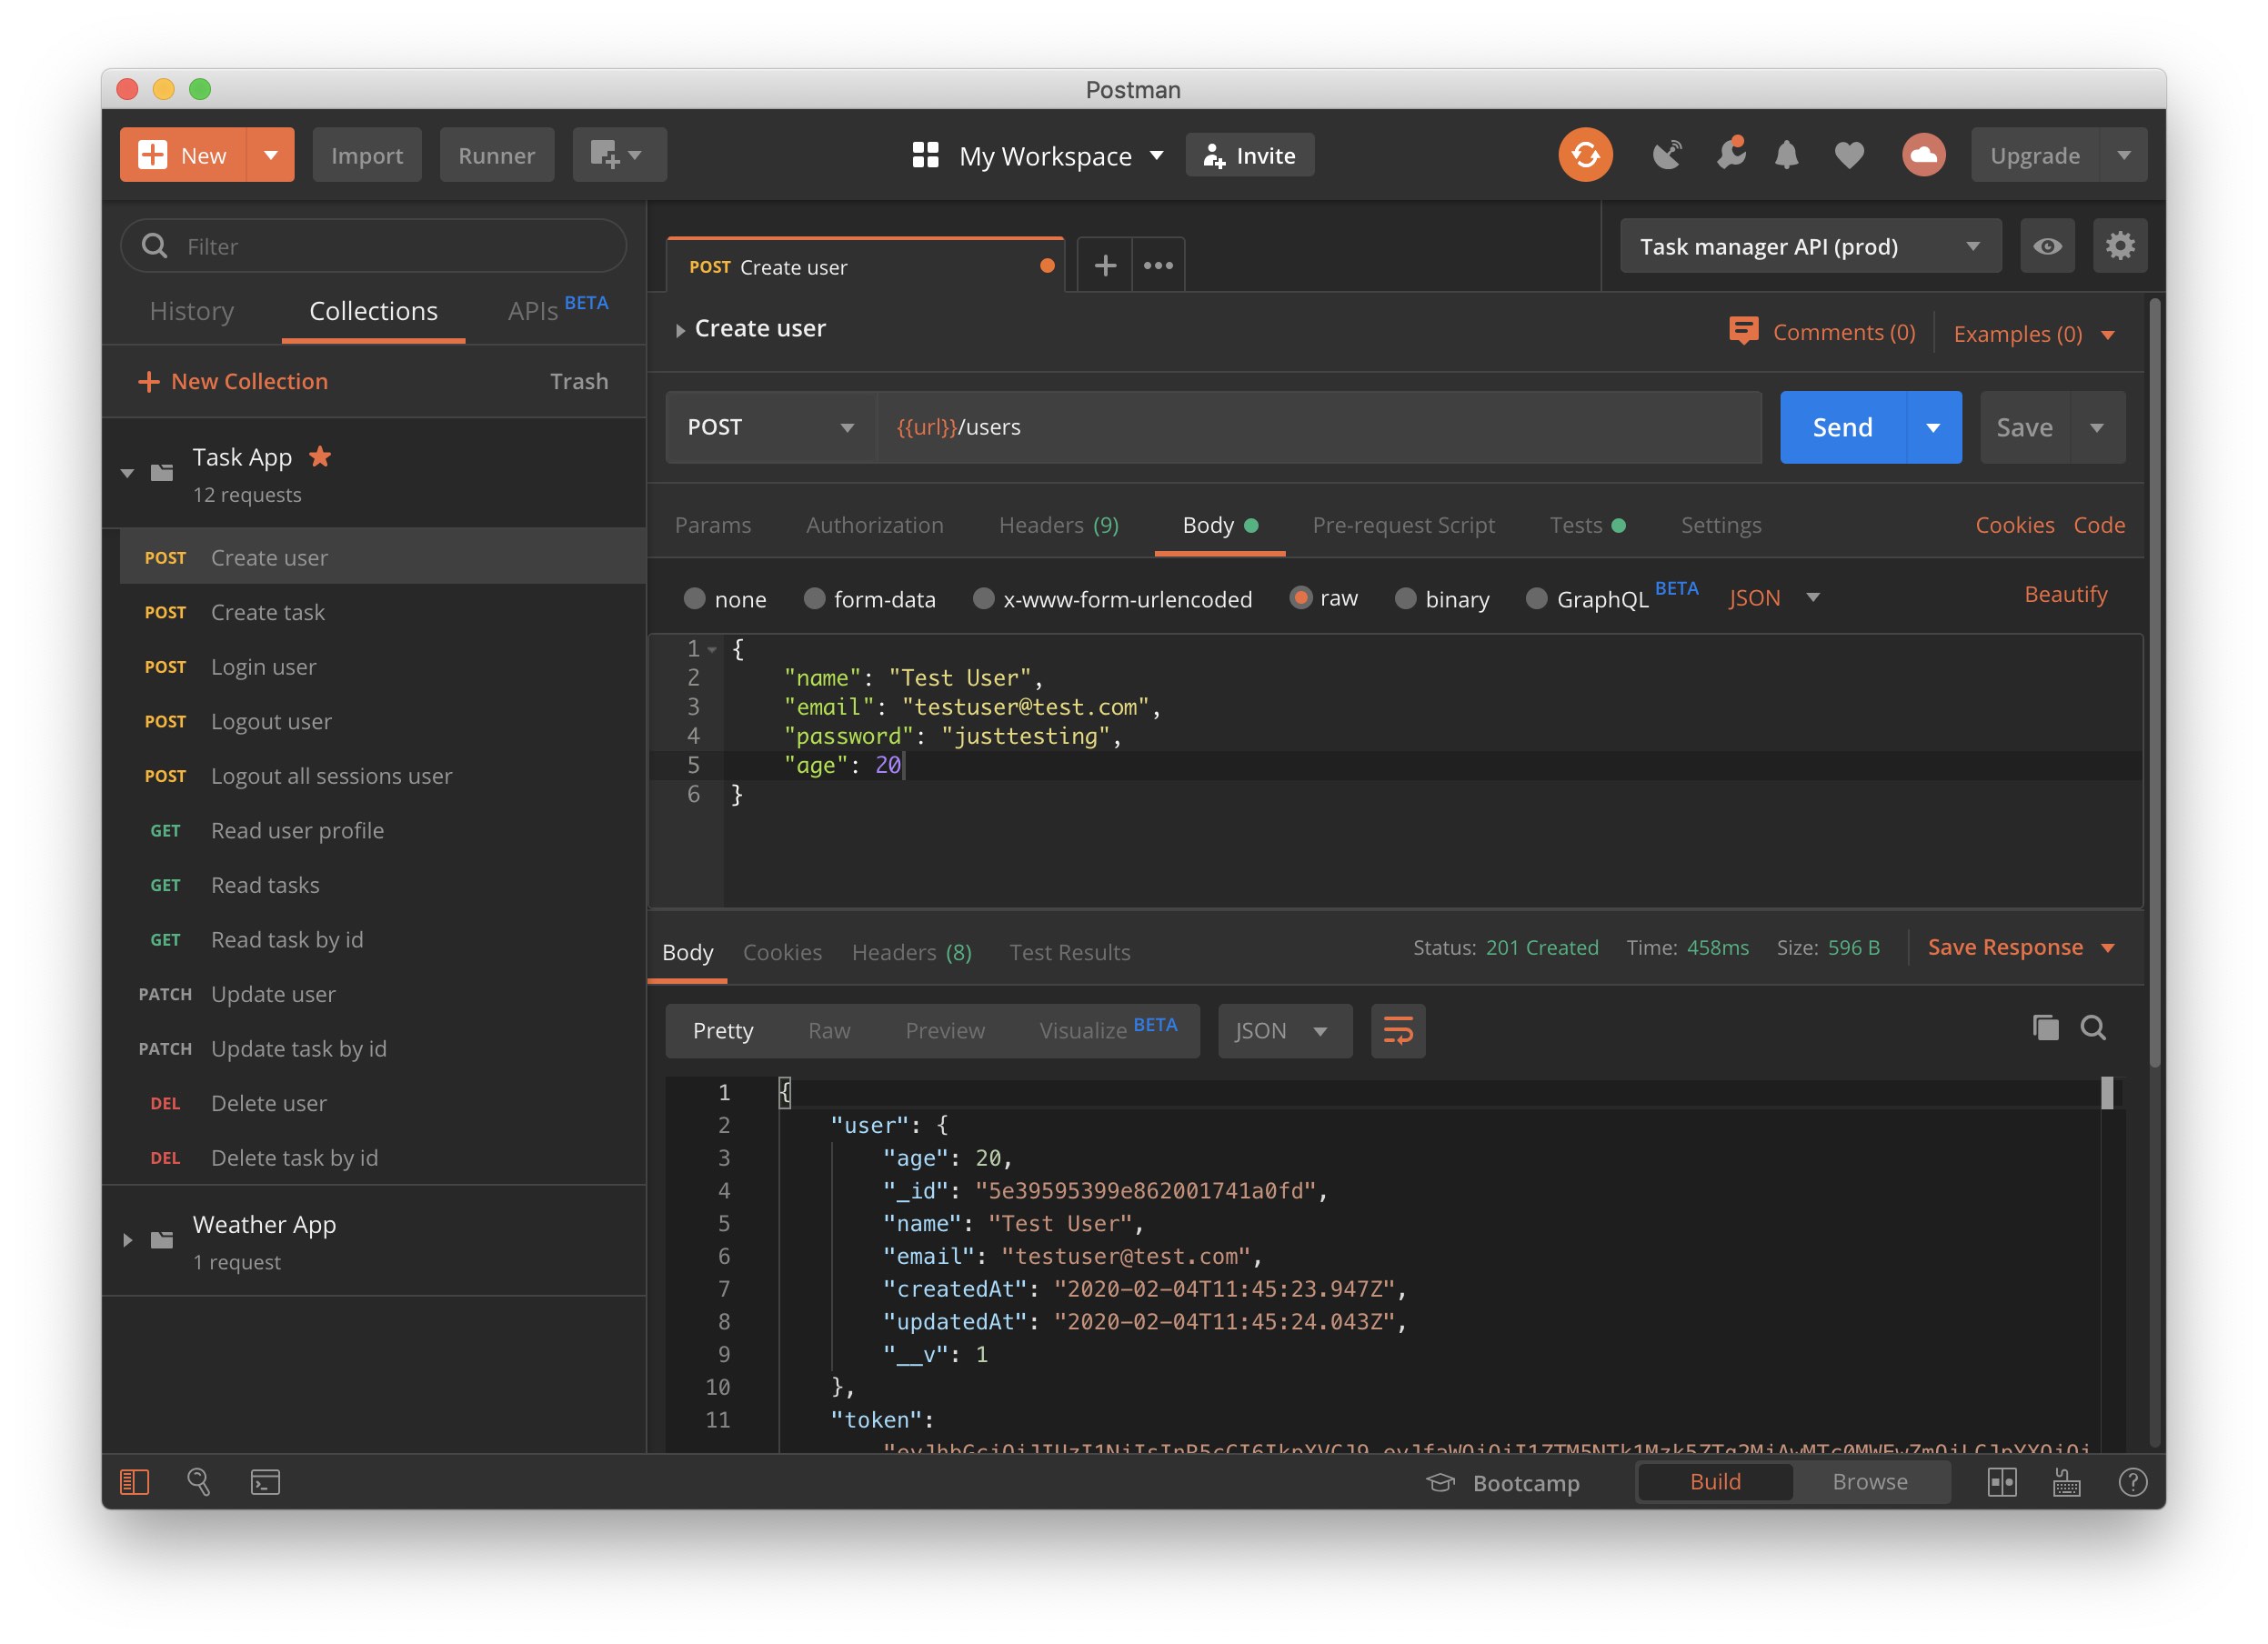 Postman
New
Import
Runner
My Workspace
Invite
Upgrade
Filter
History
Collections
APIs BETA
New Collection
Trash
Task App
12 requests
POST Create user
POST Create task
POST Login user
POST Logout user
POST Logout all sessions user
GET Read user profile
GET Read tasks
GET Read task by id
PATCH Update user
PATCH Update task by id
DEL Delete user
DEL Delete task by id
Weather App
1 request
POST Create user
Task manager API (prod)
Create user
Comments (0)
Examples (0)
POST
{{url}}/users
Send
Save
Params
Authorization
Headers (9)
Body
Pre-request Script
Tests
Settings
Cookies
Code
none
form-data
x-www-form-urlencoded
raw
binary
GraphQL BETA
JSON
Beautify
1 {
2 "name": "Test User",
3 "email": "testuser@test.com",
4 "password": "justtesting",
5 "age": 20
6 }
Body
Cookies
Headers (8)
Test Results
Status: 201 Created
Time: 458ms
Size: 596 B
Save Response
Pretty
Raw
Preview
Visualize BETA
JSON
1 {
2 "user": {
3 "age": 20,
4 "_id": "5e39595399e862001741a0fd",
5 "name": "Test User",
6 "email": "testuser@test.com",
7 "createdAt": "2020-02-04T11:45:23.947Z",
8 "updatedAt": "2020-02-04T11:45:24.043Z",
9 "__v": 1
10 },
11 "token":
Bootcamp
Build
Browse